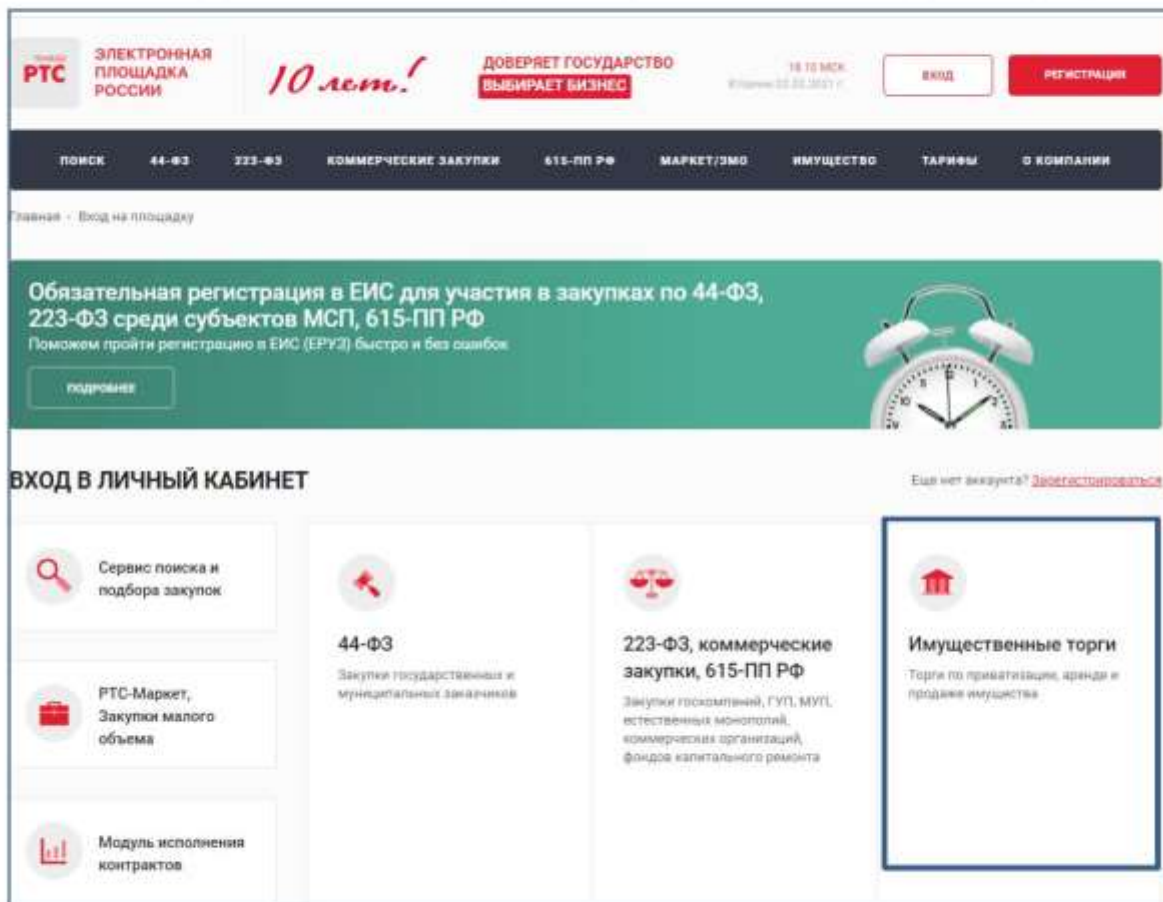 РТС
ЭЛЕКТРОННАЯ
ПЛОЩАДКА
РОССИИ
10 лет!
ДОВЕРЯЕТ ГОСУДАРСТВО
ВЫБИРАЕТ БИЗНЕС
МСК
ВХОД
РЕГИСТРАЦИЯ
ПОИСК 44-ФЗ 223-ФЗ КОММЕРЧЕСКИЕ ЗАКУПКИ 615-ПП РФ МАРКЕТ/ЗМО ИМУЩЕСТВО ТАРИФЫ О КОМПАНИИ
Главная - Вход на площадку
Обязательная регистрация в ЕИС для участия в закупках по 44-ФЗ,
223-ФЗ среди субъектов МСП, 615-ПП РФ
Поможем пройти регистрацию в ЕИС (ЕРУЗ) быстро и без ошибок
ПОДРОБНЕЕ
ВХОД В ЛИЧНЫЙ КАБИНЕТ
Еще нет аккаунта? Зарегистрироваться
Сервис поиска и
подбора закупок
РТС-Маркет,
Закупки малого
объема
Модуль исполнения
контрактов
44-ФЗ
Закупки государственных и
муниципальных заказчиков
223-ФЗ, коммерческие
закупки, 615-ПП РФ
Закупки госкомпаний, ГУП, МУП,
естественных монополий,
коммерческих организаций,
фондов капитального ремонта
Имущественные торги
Торги по приватизации, аренде и
продаже имущества